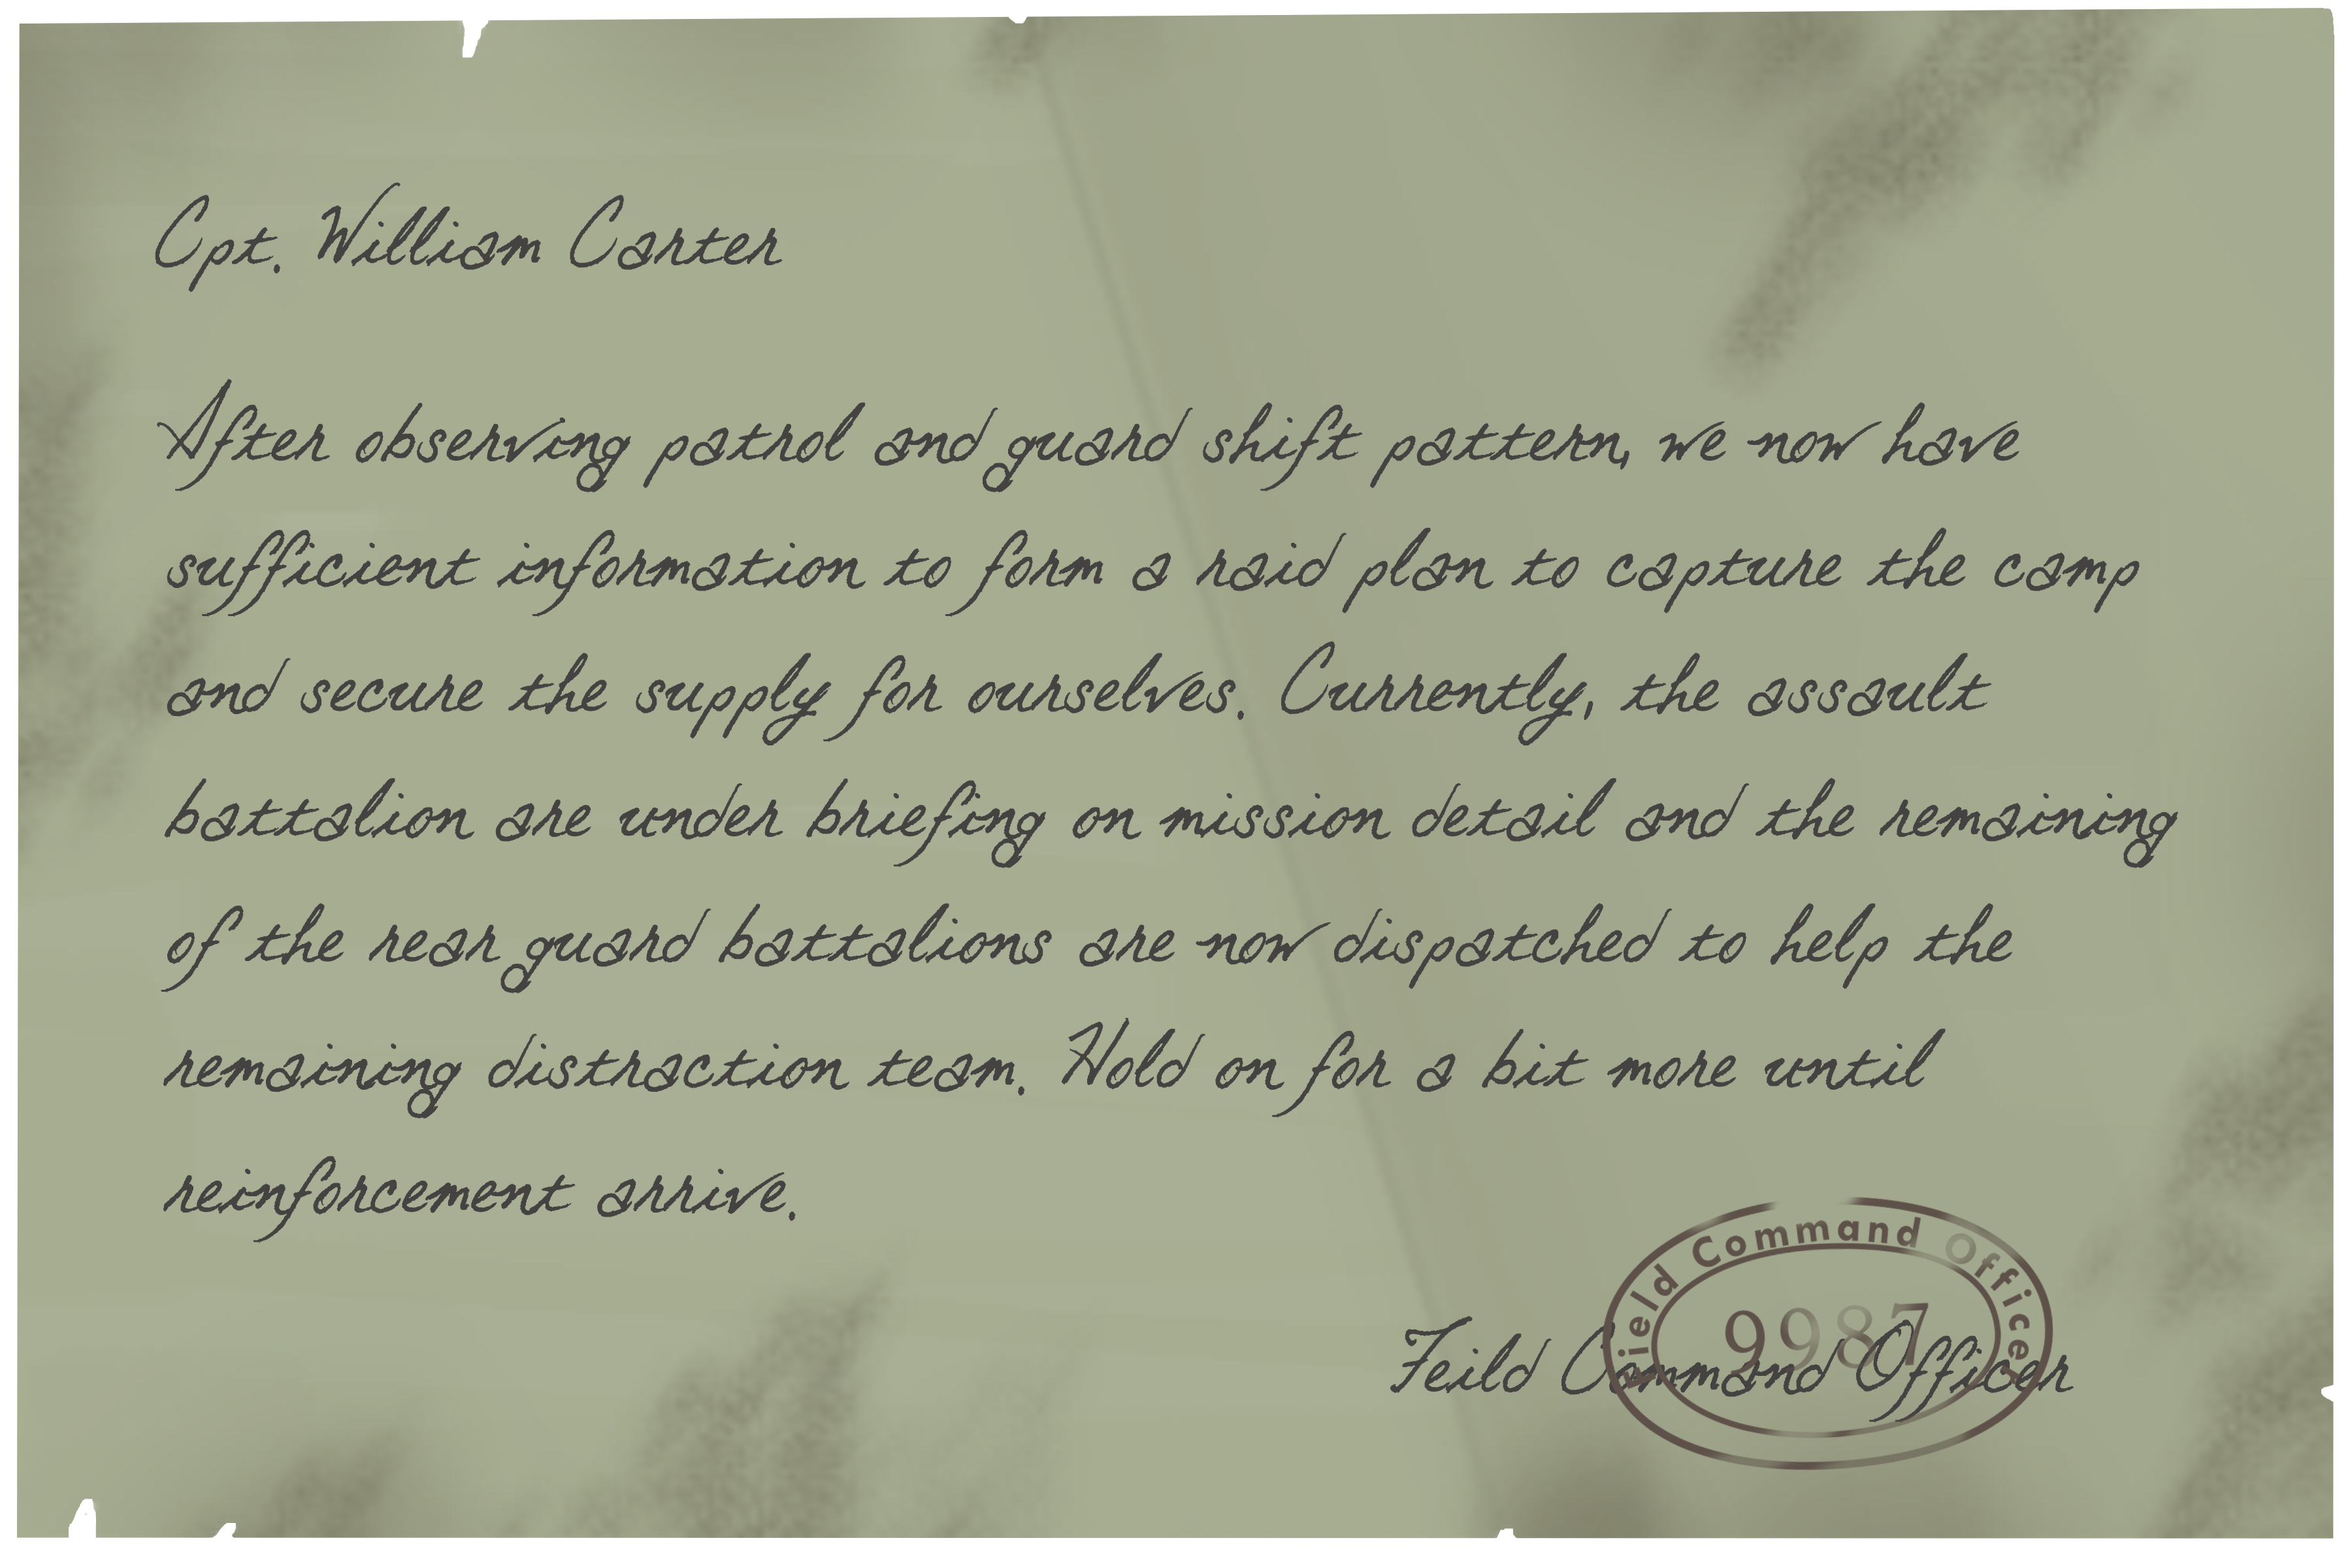 Cpt. William Carter
After observing patrol and guard shift pattern, we now have
sufficient information to form a raid plan to capture the camp
and secure the supply for ourselves. Currently, the assault
battalion are under briefing on mission detail and the remaining
of the rear guard battalions are now dispatched to help the
remaining distraction team. Hold on for a bit more until
reinforcement arrive.
Field Command Officer
9987
Feild Command Officer